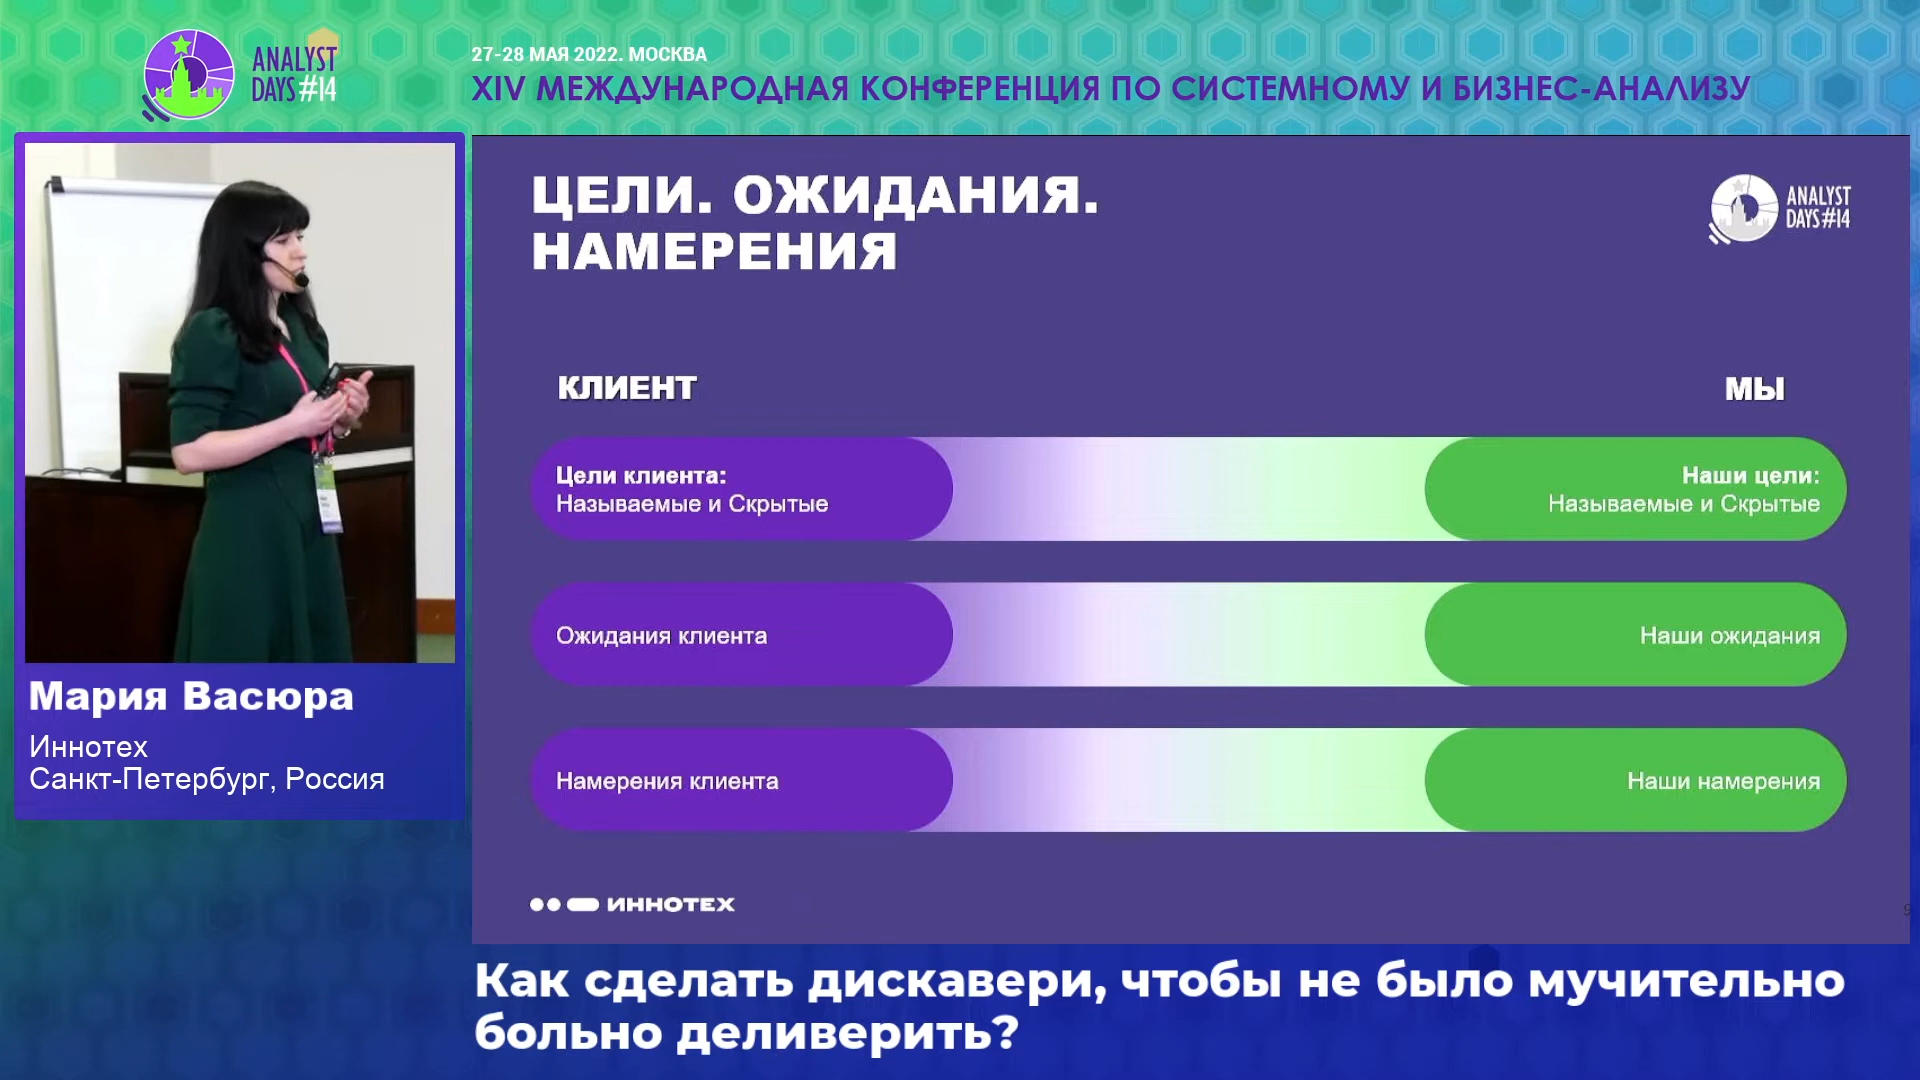 ANALYST
DAYS#14
27-28 МАЯ 2022. МОСКВА
XIV МЕЖДУНАРОДНАЯ КОНФЕРЕНЦИЯ ПО СИСТЕМНОМУ И БИЗНЕС-АНАЛИЗУ
ЦЕЛИ. ОЖИДАНИЯ.
НАМЕРЕНИЯ
ANALYST
DAYS#14
КЛИЕНТ
МЫ
Цели клиента:
Называемые и Скрытые
Наши цели:
Называемые и Скрытые
Ожидания клиента
Наши ожидания
Намерения клиента
Наши намерения
ИННОТЕХ
9
Мария Васюра
Иннотех
Санкт-Петербург, Россия
Как сделать дискавери, чтобы не было мучительно
больно деливерить?